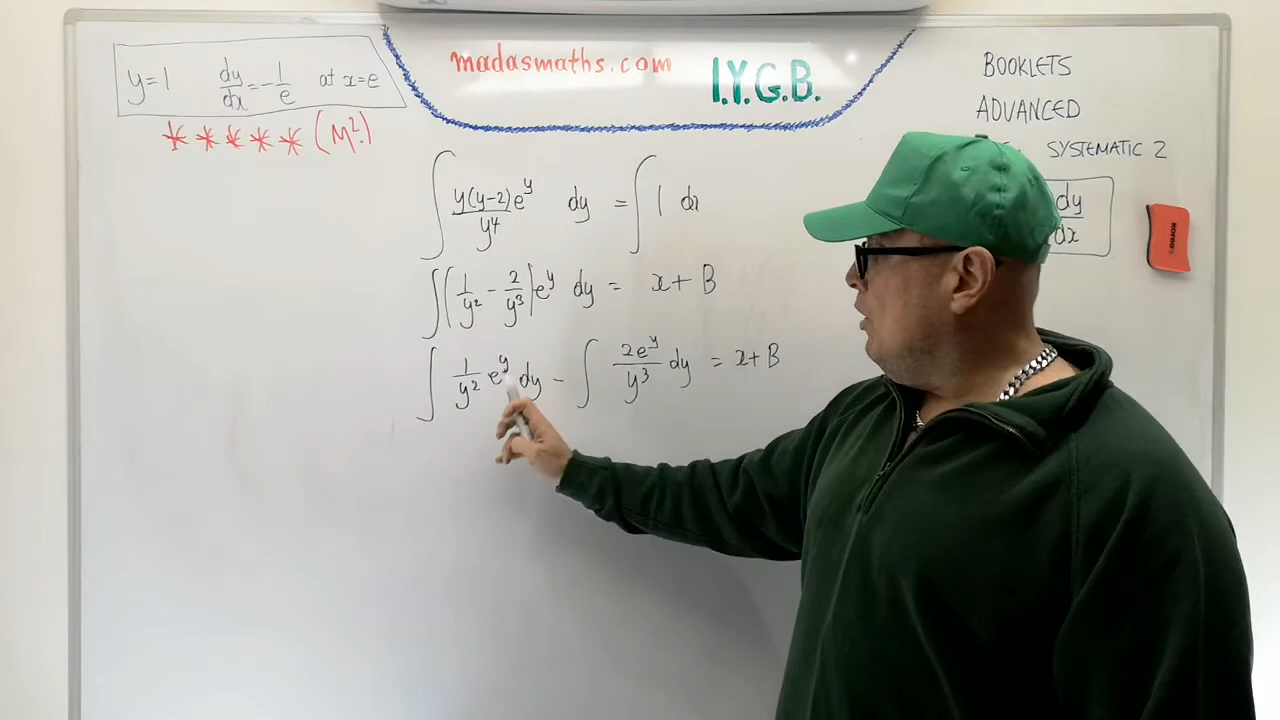 y=1 dy/dx=-1/e at x=e
***** (M².)
madasmaths.com
I.Y.G.B.
BOOKLETS
ADVANCED
SYSTEMATIC 2
dy/dx
∫ y(y-2)e^y/y⁴ dy = ∫ 1 dx
∫(1/y² - 2/y³)e^y dy = x+B
∫ 1/y² e^y dy - ∫ 2e^y/y³ dy = x+B